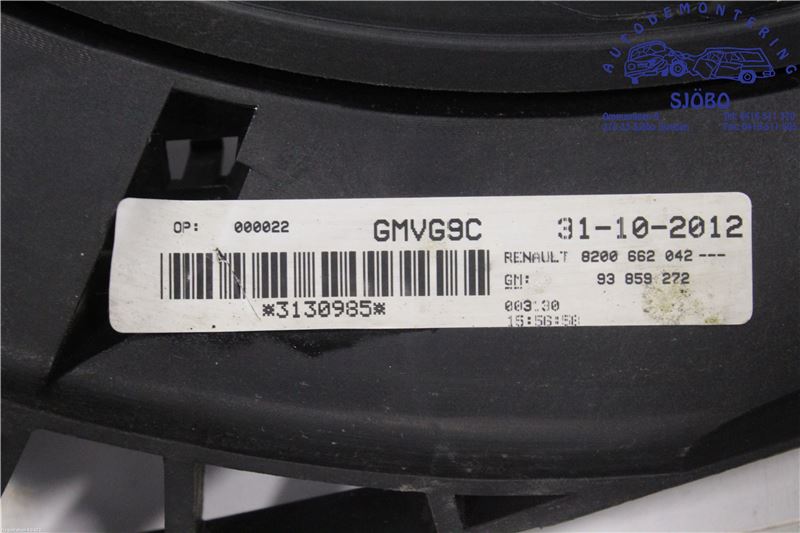 AUTODEMONTERING
SJÖBO
OP: 000022 GMVG9C 31-10-2012
RENAULT 8200 662 042 ---
GM: 93 859 272
*3130985*
15:56:58